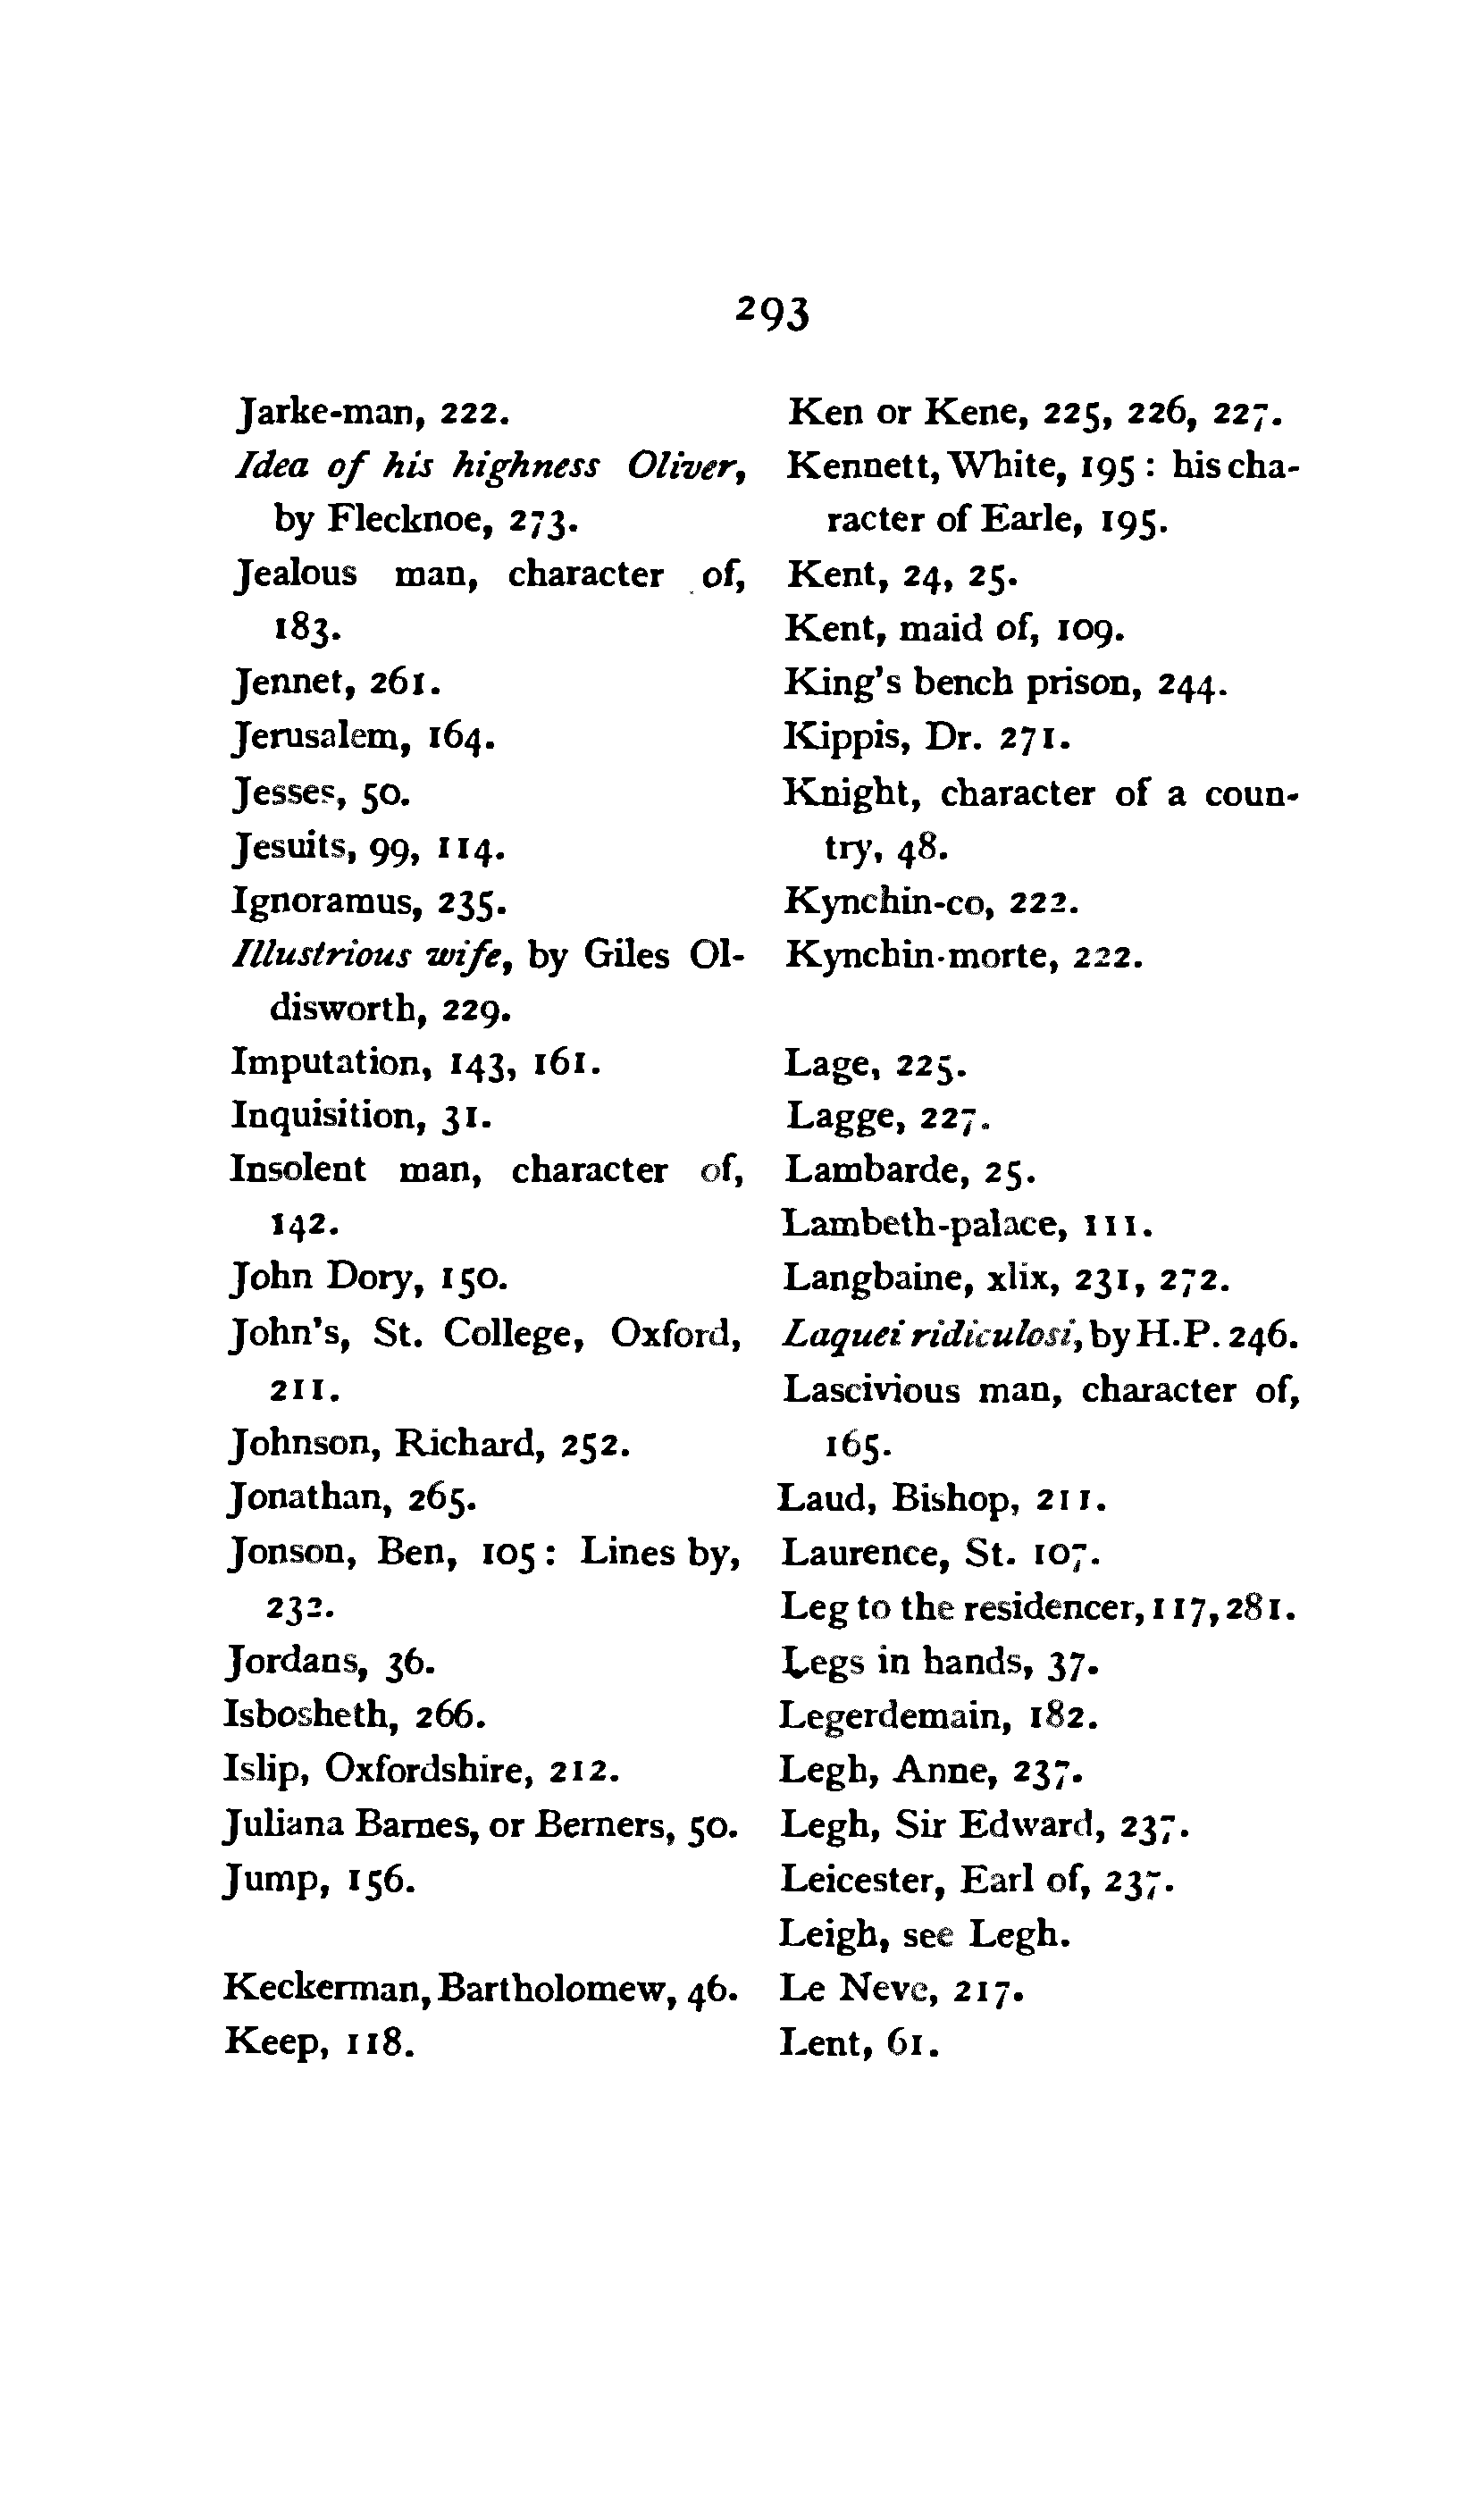 293
Jarke-man, 222.
Idea of his highness Oliver,
by Flecknoe, 273.
Jealous man, character of,
183.
Jennet, 261.
Jerusalem, 164.
Jesses, 50.
Jesuits, 99, 114.
Ignoramus, 235.
Illustrious wife, by Giles Ol-
disworth, 229.
Imputation, 143, 161.
Inquisition, 31.
Insolent man, character of,
142.
John Dory, 150.
John's, St. College, Oxford,
211.
Johnson, Richard, 252.
Jonathan, 265.
Jonson, Ben, 105: Lines by,
232.
Jordans, 36.
Isbosheth, 266.
Islip, Oxfordshire, 212.
Juliana Barnes, or Berners, 50.
Jump, 156.
Keckerman, Bartholomew, 46.
Keep, 118.
Ken or Kene, 225, 226, 227.
Kennett, White, 195: his cha-
racter of Earle, 195.
Kent, 24, 25.
Kent, maid of, 109.
King's bench prison, 244.
Kippis, Dr. 271.
Knight, character of a coun-
try, 48.
Kynchin-co, 222.
Kynchin-morte, 222.
Lage, 225.
Lagge, 227.
Lambarde, 25.
Lambeth-palace, 111.
Langbaine, xlix, 231, 272.
Laquei ridiculosi, by H.P. 246.
Lascivious man, character of,
165.
Laud, Bishop, 211.
Laurence, St. 107.
Leg to the residencer, 117, 281.
Legs in hands, 37.
Legerdemain, 182.
Legh, Anne, 237.
Legh, Sir Edward, 237.
Leicester, Earl of, 237.
Leigh, see Legh.
Le Neve, 217.
Lent, 61.